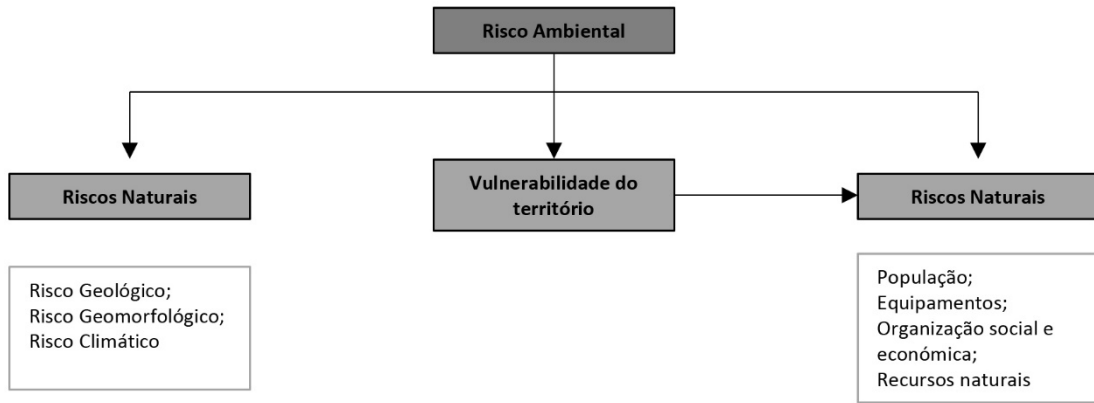 Risco Ambiental
Riscos Naturais
Vulnerabilidade do
território
Riscos Naturais
Risco Geológico;
Risco Geomorfológico;
Risco Climático
População;
Equipamentos;
Organização social e
económica;
Recursos naturais